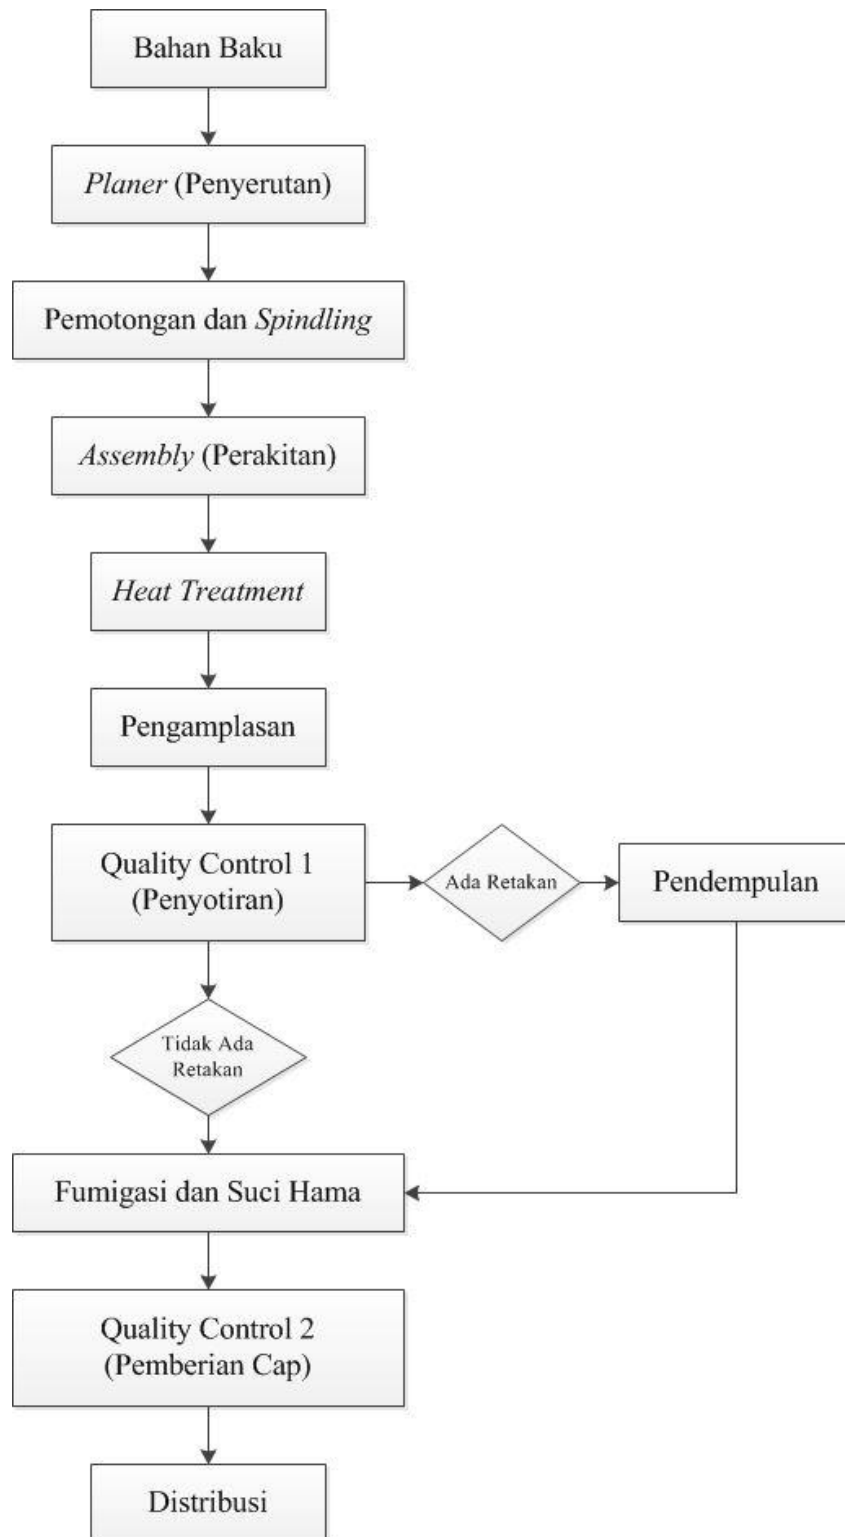 Bahan Baku
Planer (Penyerutan)
Pemotongan dan Spindling
Assembly (Perakitan)
Heat Treatment
Pengamplasan
Quality Control 1
(Penyotiran)
Ada Retakan
Pendempulan
Tidak Ada
Retakan
Fumigasi dan Suci Hama
Quality Control 2
(Pemberian Cap)
Distribusi